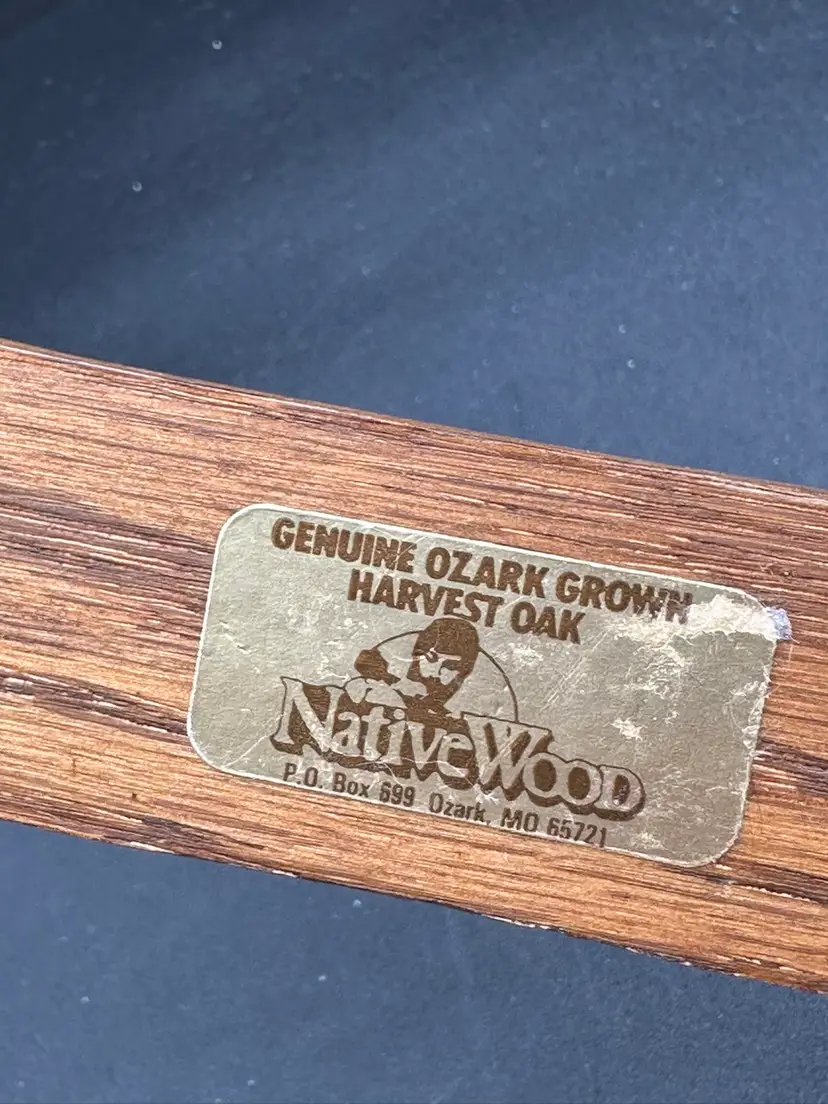 GENUINE OZARK GROWN
HARVEST OAK
NativeWood
P.O. Box 699 Ozark, MO 65721